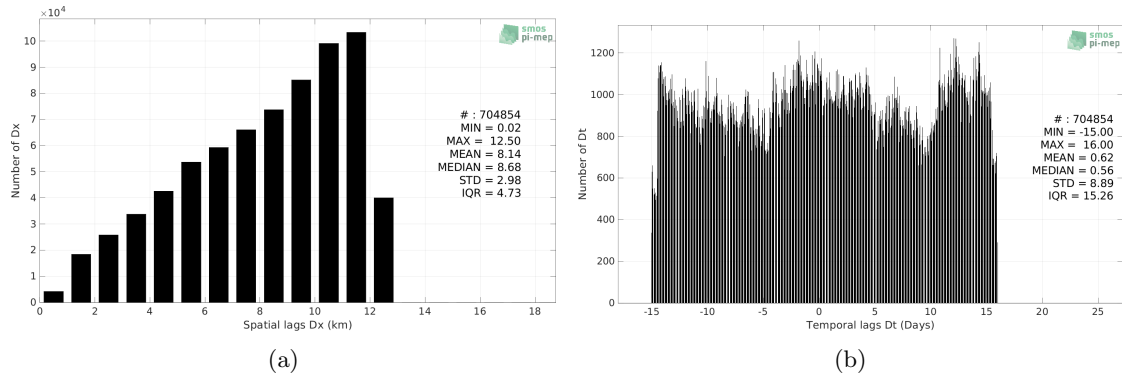 ×10⁴
smos
pi-mep
10
9
8
7
6
5
4
3
2
1
0
Number of Dx
# : 704854
MIN = 0.02
MAX = 12.50
MEAN = 8.14
MEDIAN = 8.68
STD = 2.98
IQR = 4.73
0 2 4 6 8 10 12 14 16 18
Spatial lags Dx (km)
(a)
smos
pi-mep
1200
1000
800
600
400
200
0
Number of Dt
# : 704854
MIN = -15.00
MAX = 16.00
MEAN = 0.62
MEDIAN = 0.56
STD = 8.89
IQR = 15.26
-15 -10 -5 0 5 10 15 20 25
Temporal lags Dt (Days)
(b)